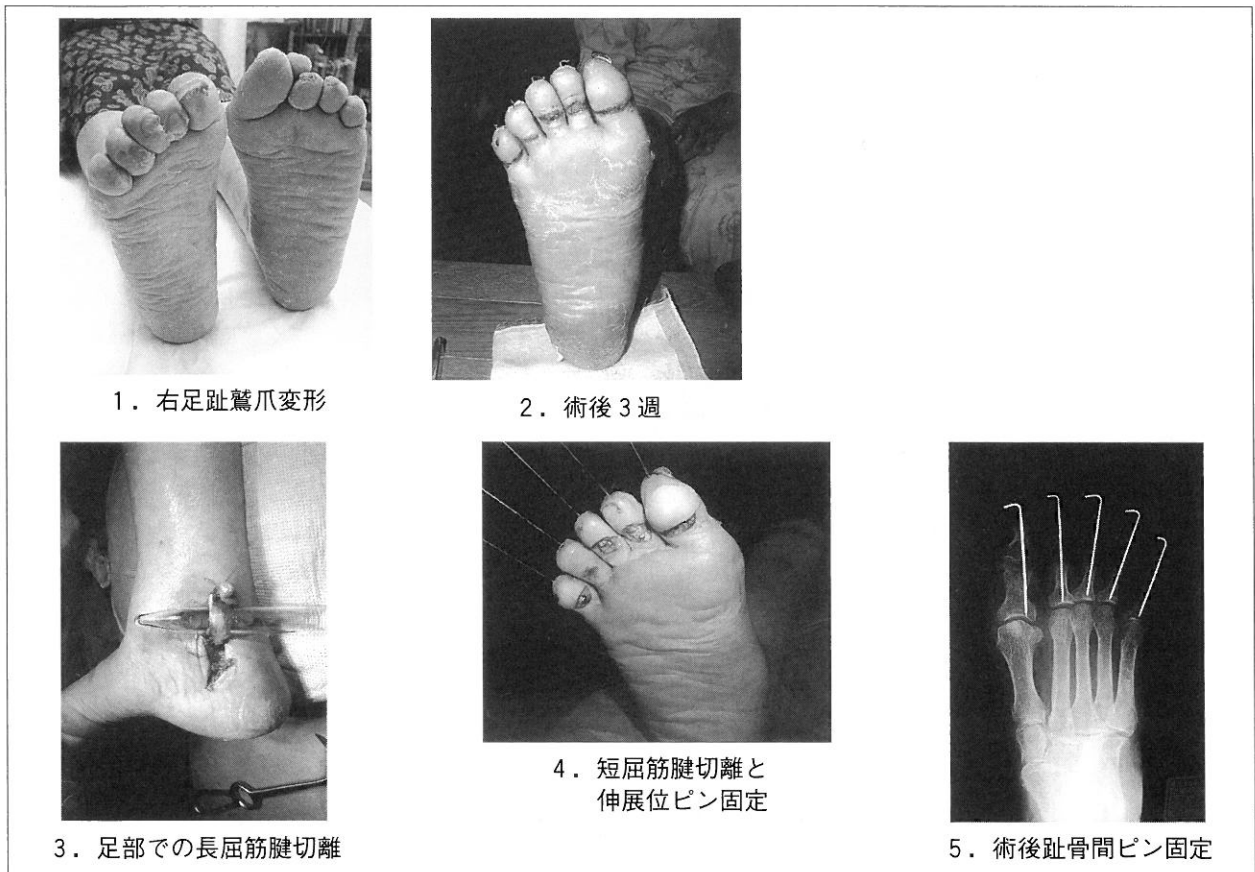 1．右足趾鷲爪変形
2．術後3週
3．足部での長屈筋腱切離
4．短屈筋腱切離と
伸展位ピン固定
5．術後趾骨間ピン固定